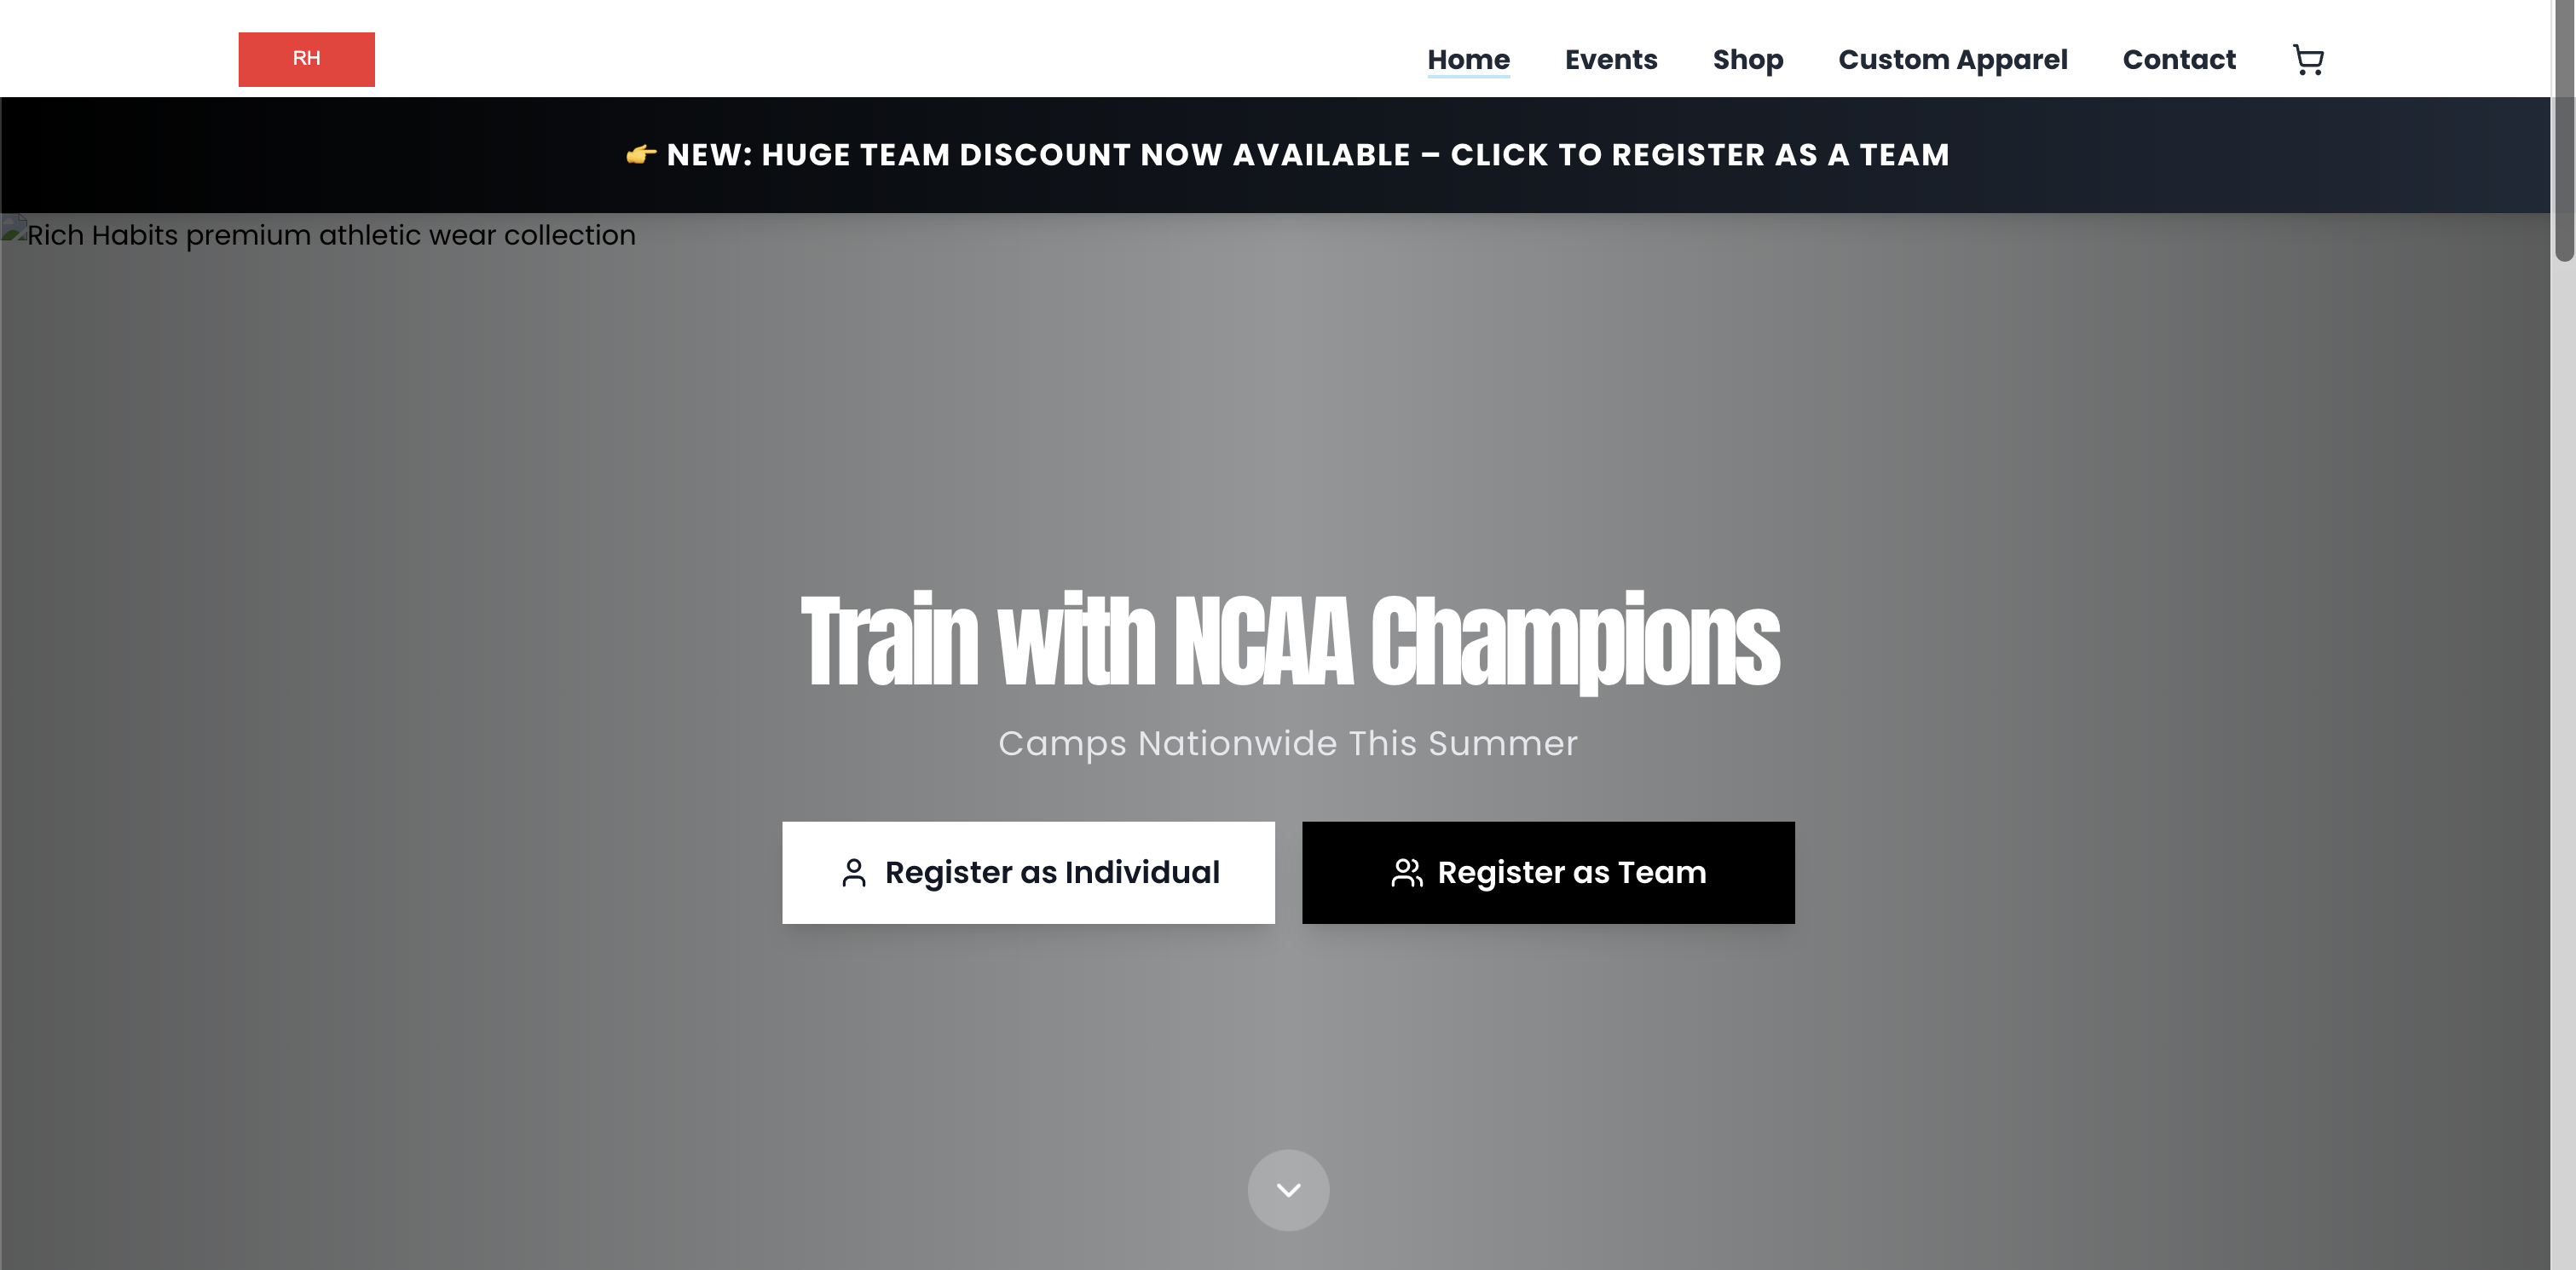 RH
Home Events Shop Custom Apparel Contact
👉 NEW: HUGE TEAM DISCOUNT NOW AVAILABLE – CLICK TO REGISTER AS A TEAM
Rich Habits premium athletic wear collection
Train with NCAA Champions
Camps Nationwide This Summer
Register as Individual
Register as Team